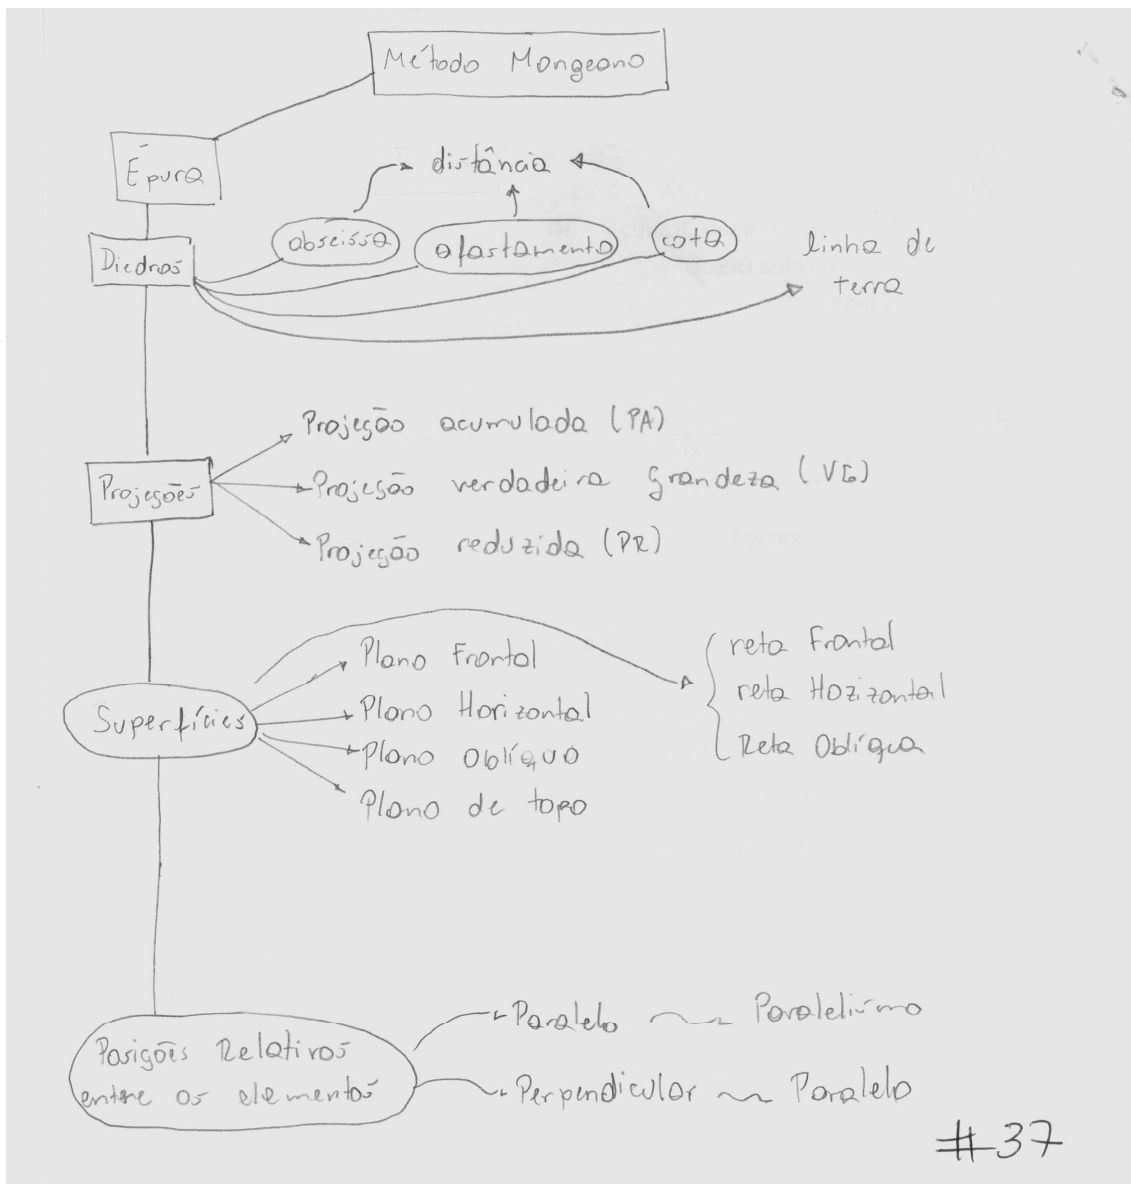 Método Mongeano
Épura
distância
abscissa
afastamento
cota
Diedros
linha de
terra
Projeção acumulada (PA)
Projeções
Projeção verdadeira grandeza (VG)
Projeção reduzida (PR)
Plano Frontal
Plano Horizontal
Plano Oblíquo
Plano de topo
Superfícies
reta Frontal
reta Hozizontal
Reta Oblíqua
Posições Relativas
entre os elementos
Paralelo
Paralelismo
Perpendicular
Paralelo
#37